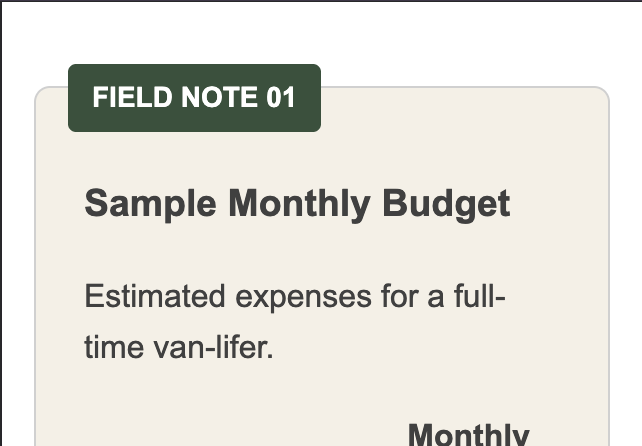 FIELD NOTE 01
Sample Monthly Budget
Estimated expenses for a full-
time van-lifer.
Monthly